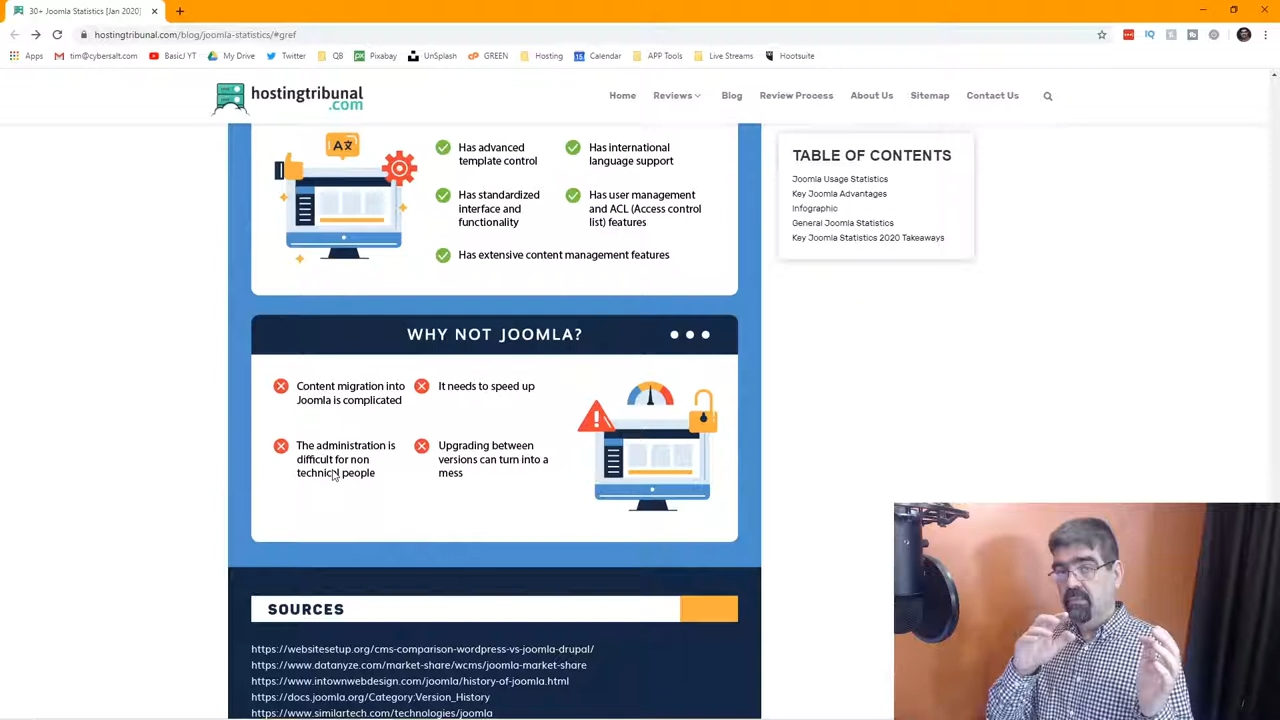 30+ Joomla Statistics [Jan 2020]
hostingtribunal.com/blog/joomla-statistics/#gref
Apps
tim@cybersalt.com
BasicJ YT
My Drive
Twitter
QB
Pixabay
UnSplash
GREEN
Hosting
Calendar
APP Tools
Live Streams
Hootsuite
hostingtribunal
.com
Home
Reviews
Blog
Review Process
About Us
Sitemap
Contact Us
Has advanced
template control
Has international
language support
Has standardized
interface and
functionality
Has user management
and ACL (Access control
list) features
Has extensive content management features
TABLE OF CONTENTS
Joomla Usage Statistics
Key Joomla Advantages
Infographic
General Joomla Statistics
Key Joomla Statistics 2020 Takeaways
WHY NOT JOOMLA?
Content migration into
Joomla is complicated
It needs to speed up
The administration is
difficult for non
technical people
Upgrading between
versions can turn into a
mess
SOURCES
https://websitesetup.org/cms-comparison-wordpress-vs-joomla-drupal/
https://www.datanyze.com/market-share/wcms/joomla-market-share
https://www.intownwebdesign.com/joomla/history-of-joomla.html
https://docs.joomla.org/Category:Version_History
https://www.similartech.com/technologies/joomla